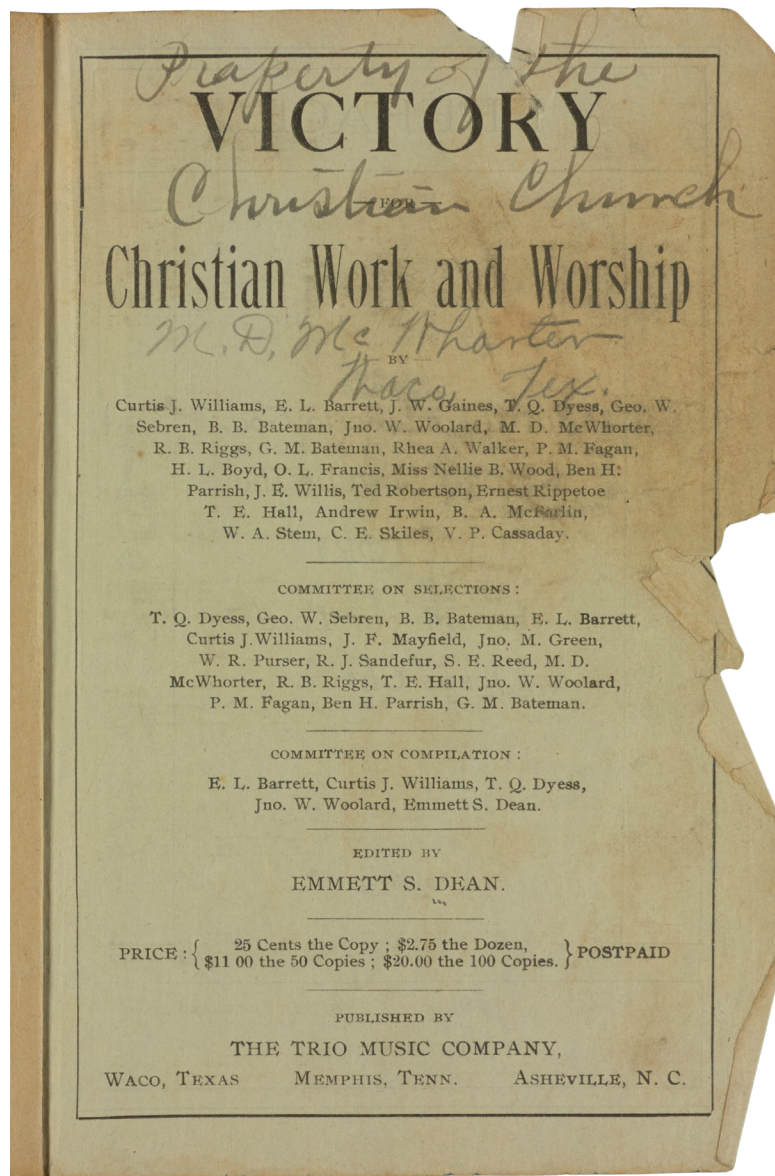 Property of the
VICTORY
Christian Church
FOR
Christian Work and Worship
M. D. McWhorter
BY
Waco, Tex.
Curtis J. Williams, E. L. Barrett, J. W. Gaines, T. Q. Dyess, Geo. W.
Sebren, B. B. Bateman, Jno. W. Woolard, M. D. McWhorter,
R. B. Riggs, G. M. Bateman, Rhea A. Walker, P. M. Fagan,
H. L. Boyd, O. L. Francis, Miss Nellie B. Wood, Ben H.
Parrish, J. E. Willis, Ted Robertson, Ernest Rippetoe
T. E. Hall, Andrew Irwin, B. A. McFarlin,
W. A. Stem, C. E. Skiles, V. P. Cassaday.
COMMITTEE ON SELECTIONS :
T. Q. Dyess, Geo. W. Sebren, B. B. Bateman, E. L. Barrett,
Curtis J. Williams, J. F. Mayfield, Jno. M. Green,
W. R. Purser, R. J. Sandefur, S. E. Reed, M. D.
McWhorter, R. B. Riggs, T. E. Hall, Jno. W. Woolard,
P. M. Fagan, Ben H. Parrish, G. M. Bateman.
COMMITTEE ON COMPILATION :
E. L. Barrett, Curtis J. Williams, T. Q. Dyess,
Jno. W. Woolard, Emmett S. Dean.
EDITED BY
EMMETT S. DEAN.
PRICE : { 25 Cents the Copy ; $2.75 the Dozen,
$11 00 the 50 Copies ; $20.00 the 100 Copies. } POSTPAID
PUBLISHED BY
THE TRIO MUSIC COMPANY,
WACO, TEXAS MEMPHIS, TENN. ASHEVILLE, N. C.